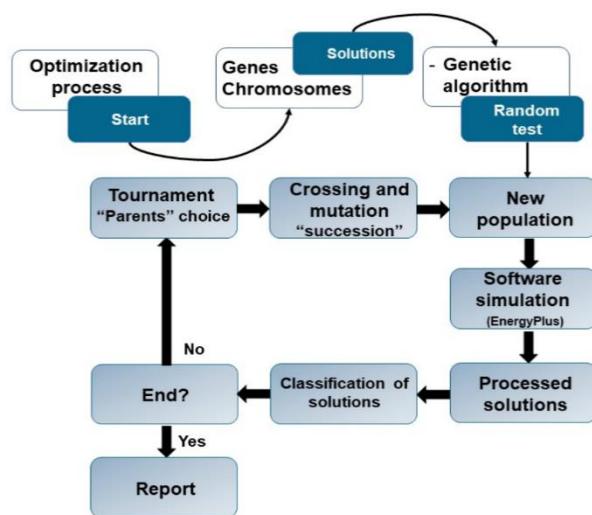 Optimization
process
Start
Genes
Chromosomes
Solutions
- Genetic
algorithm
Random
test
Tournament
“Parents” choice
Crossing and
mutation
“succession”
New
population
Software
simulation
(EnergyPlus)
Processed
solutions
Classification of
solutions
End?
No
Yes
Report